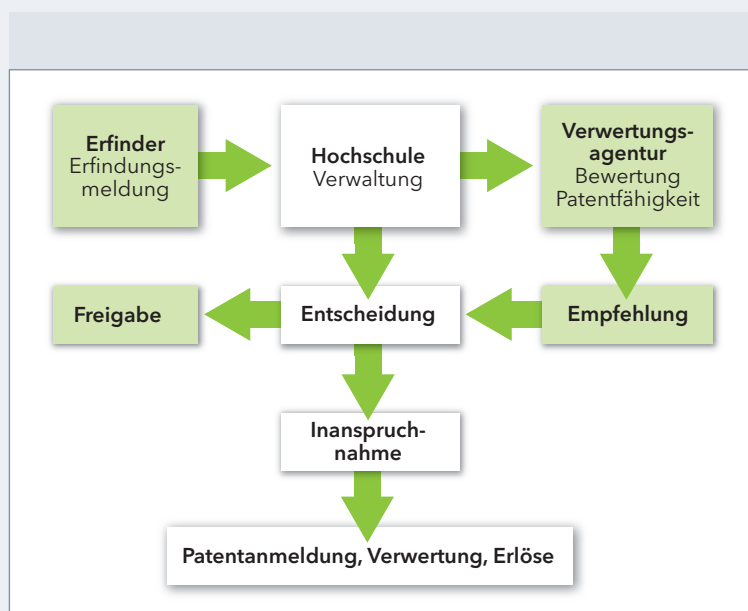 Erfinder
Erfindungs-
meldung
Hochschule
Verwaltung
Verwertungs-
agentur
Bewertung
Patentfähigkeit
Freigabe
Entscheidung
Empfehlung
Inanspruch-
nahme
Patentanmeldung, Verwertung, Erlöse